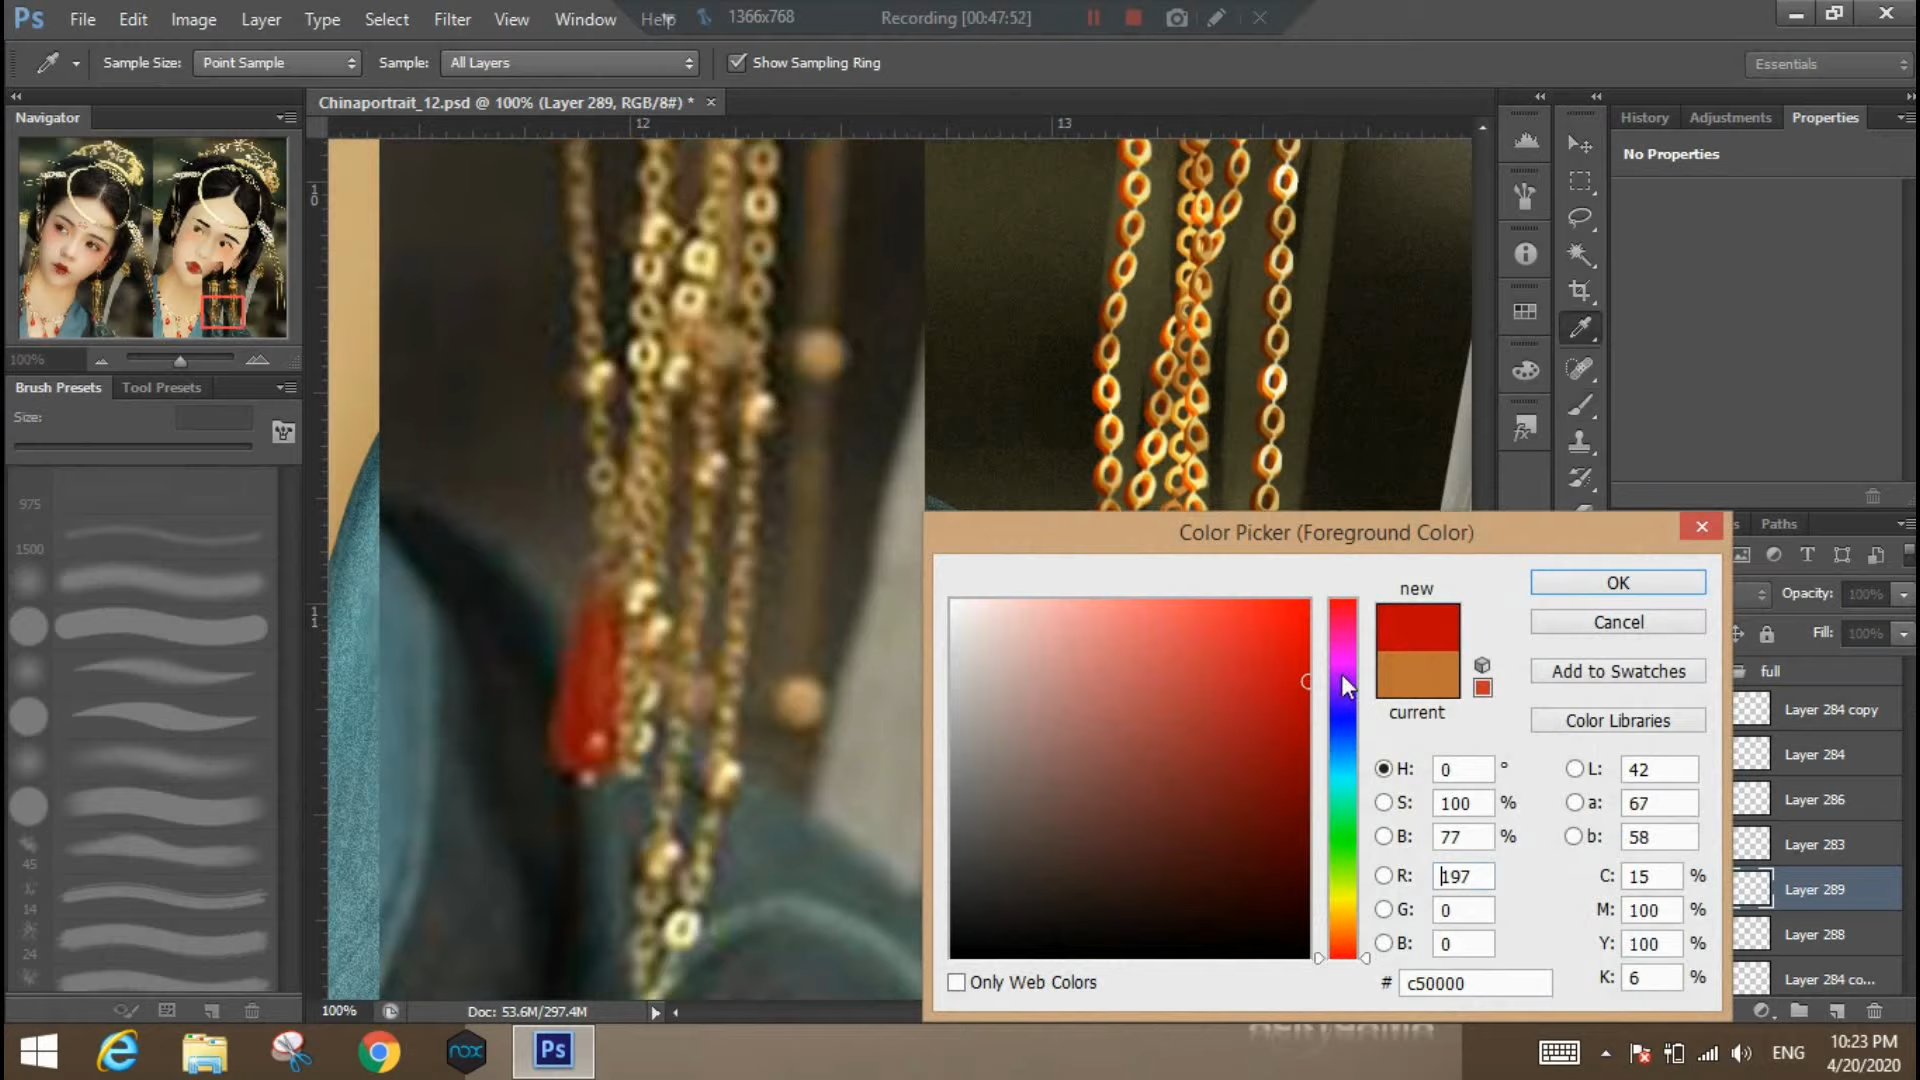 Ps File Edit Image Layer Type Select Filter View Window Help 1366x768 Recording [00:47:52]
Sample Size: Point Sample Sample: All Layers Show Sampling Ring Essentials
Navigator
Chinaportrait_12.psd @ 100% (Layer 289, RGB/8#) *
History Adjustments Properties
12 13
No Properties
10
100%
Brush Presets Tool Presets
Size:
975
1500
45
14
24
11
Color Picker (Foreground Color)
Paths
new
OK
Opacity: 100%
Cancel
Fill: 100%
Add to Swatches
full
current
Color Libraries
Layer 284 copy
Layer 284
Layer 286
Layer 283
Layer 289
Layer 288
Layer 284 co...
H: 0 ° L: 42
S: 100 % a: 67
B: 77 % b: 58
R: 197 C: 15 %
G: 0 M: 100 %
B: 0 Y: 100 %
# c50000 K: 6 %
Only Web Colors
100% Doc: 53.6M/297.4M
nox Ps ENG 10:23 PM
4/20/2020